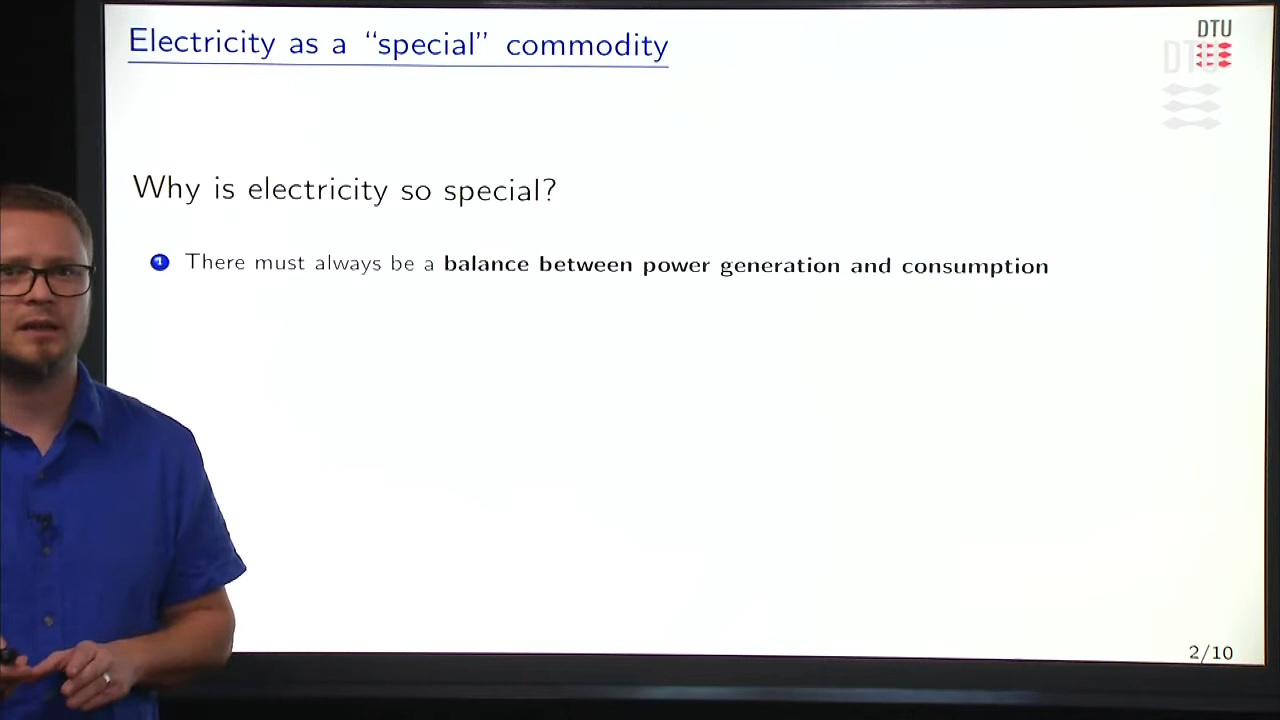 Electricity as a “special” commodity
DTU
DTU
Why is electricity so special?
1 There must always be a balance between power generation and consumption
2/10